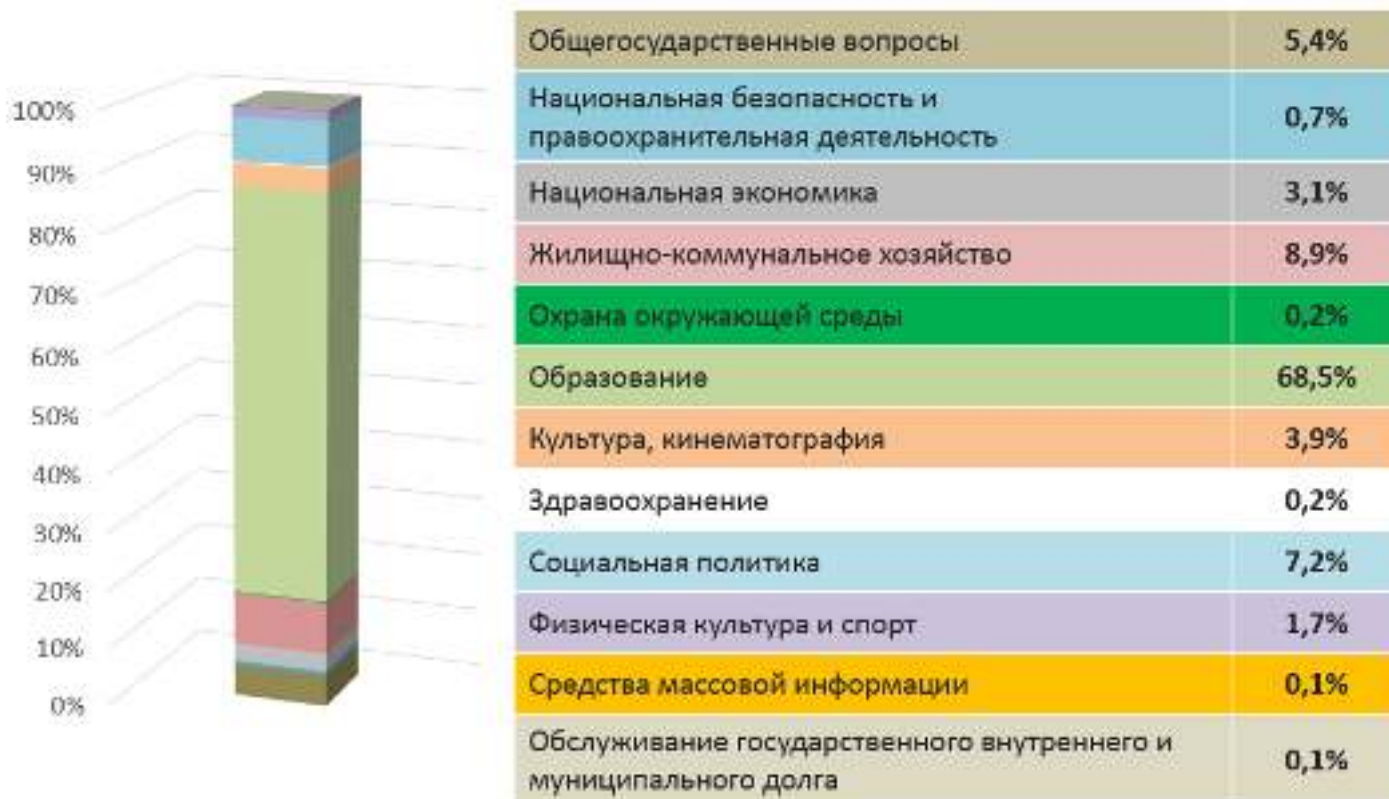 100%
90%
80%
70%
60%
50%
40%
30%
20%
10%
0%
Общегосударственные вопросы 5,4%
Национальная безопасность и
правоохранительная деятельность 0,7%
Национальная экономика 3,1%
Жилищно-коммунальное хозяйство 8,9%
Охрана окружающей среды 0,2%
Образование 68,5%
Культура, кинематография 3,9%
Здравоохранение 0,2%
Социальная политика 7,2%
Физическая культура и спорт 1,7%
Средства массовой информации 0,1%
Обслуживание государственного внутреннего и
муниципального долга 0,1%